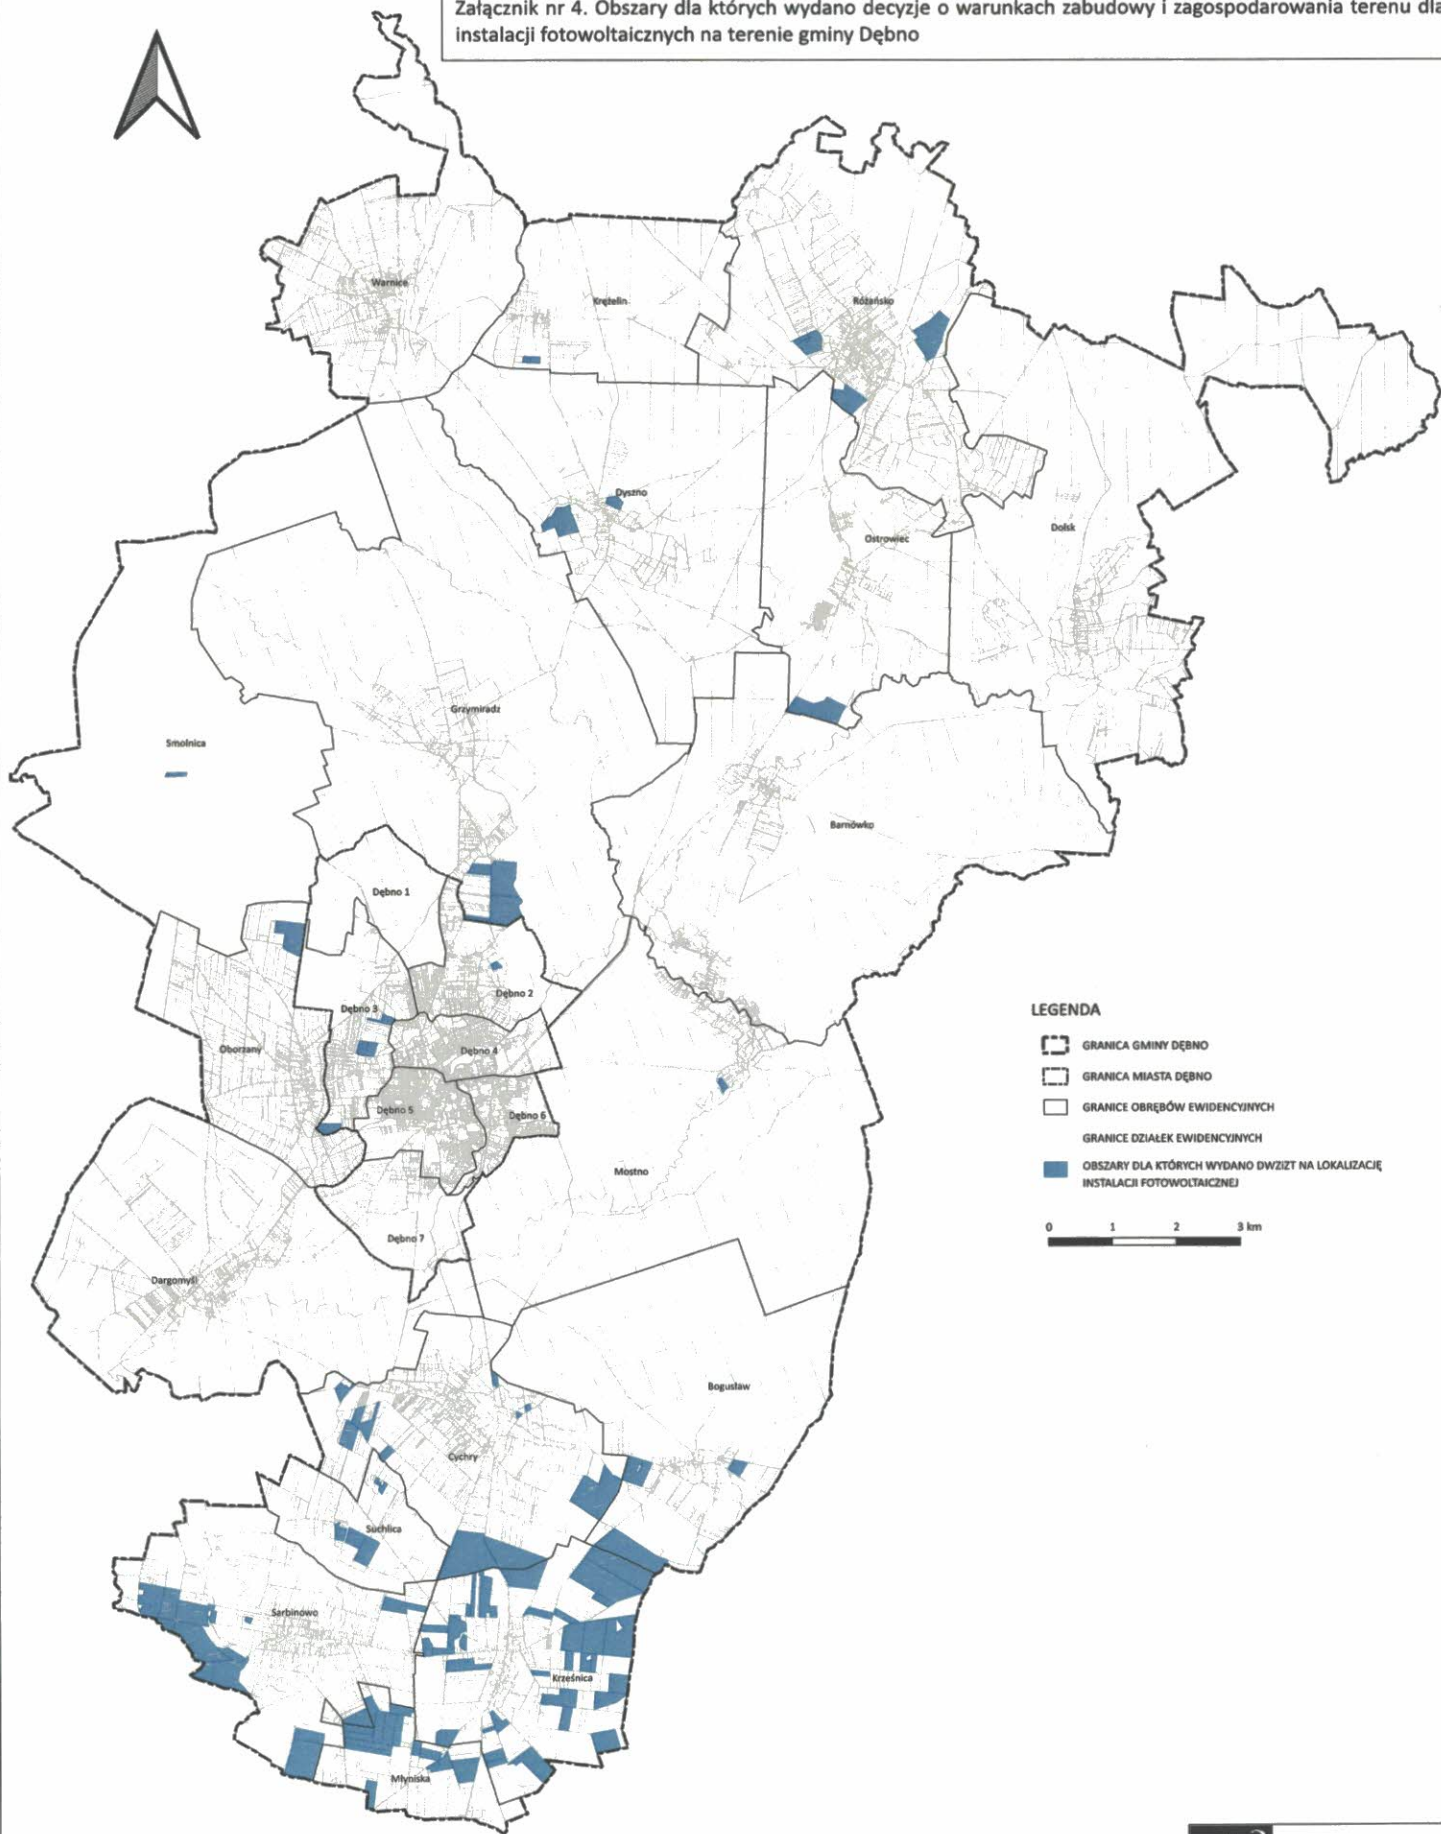 Załącznik nr 4. Obszary dla których wydano decyzje o warunkach zabudowy i zagospodarowania terenu dla
instalacji fotowoltaicznych na terenie gminy Dębno
Warnice
Krężelin
Różańsko
Dyszno
Ostrowiec
Dolsk
Grzymiradz
Smolnica
Barnówko
Dębno 1
Dębno 2
Dębno 3
Oborzany
Dębno 4
Dębno 5
Dębno 6
Mostno
Dębno 7
Dargomyśl
Bogusław
Cychry
Suchlica
Sarbinowo
Krześnica
Młyniska
LEGENDA
GRANICA GMINY DĘBNO
GRANICA MIASTA DĘBNO
GRANICE OBRĘBÓW EWIDENCYJNYCH
GRANICE DZIAŁEK EWIDENCYJNYCH
OBSZARY DLA KTÓRYCH WYDANO DWZIZT NA LOKALIZACJĘ
INSTALACJI FOTOWOLTAICZNEJ
0 1 2 3 km